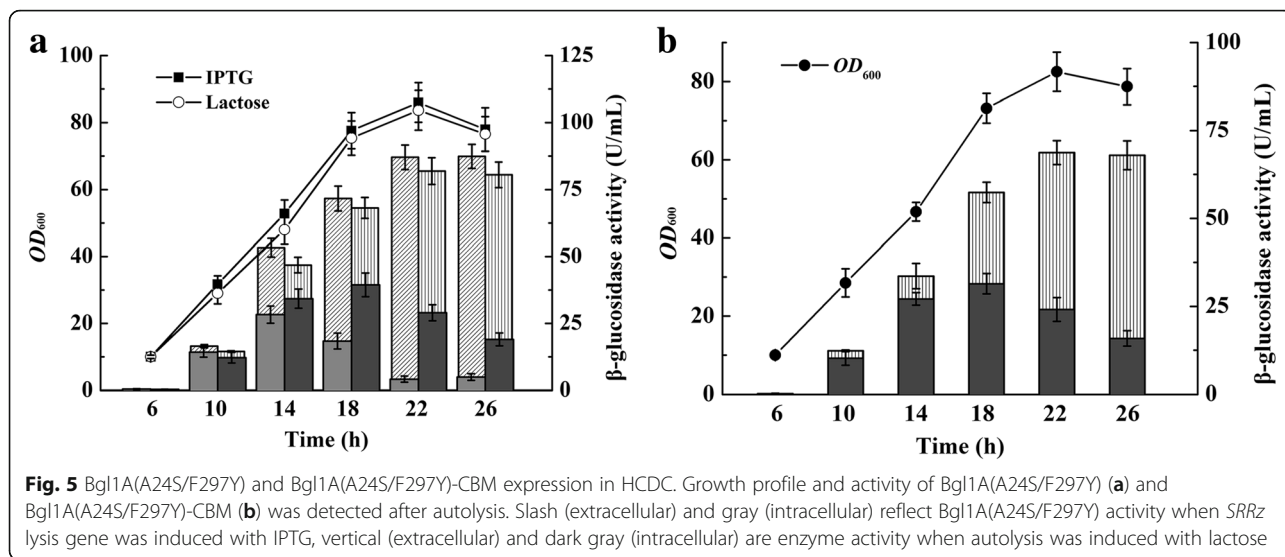 a
b
IPTG
Lactose
OD600
100
80
60
40
20
0
125
100
75
50
25
0
β-glucosidase activity (U/mL)
6 10 14 18 22 26
Time (h)
OD600
OD600
80
60
40
20
0
100
75
50
25
0
β-glucosidase activity (U/mL)
6 10 14 18 22 26
Time (h)
Fig. 5 Bgl1A(A24S/F297Y) and Bgl1A(A24S/F297Y)-CBM expression in HCDC. Growth profile and activity of Bgl1A(A24S/F297Y) (a) and
Bgl1A(A24S/F297Y)-CBM (b) was detected after autolysis. Slash (extracellular) and gray (intracellular) reflect Bgl1A(A24S/F297Y) activity when SRRz
lysis gene was induced with IPTG, vertical (extracellular) and dark gray (intracellular) are enzyme activity when autolysis was induced with lactose